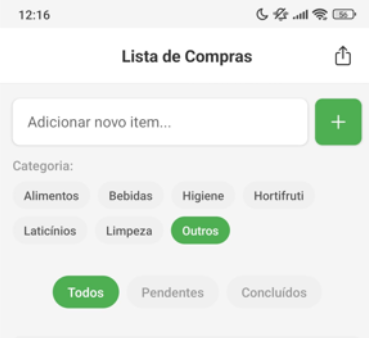 12:16 56
Lista de Compras
Adicionar novo item... +
Categoria:
Alimentos Bebidas Higiene Hortifruti
Laticínios Limpeza Outros
Todos Pendentes Concluídos